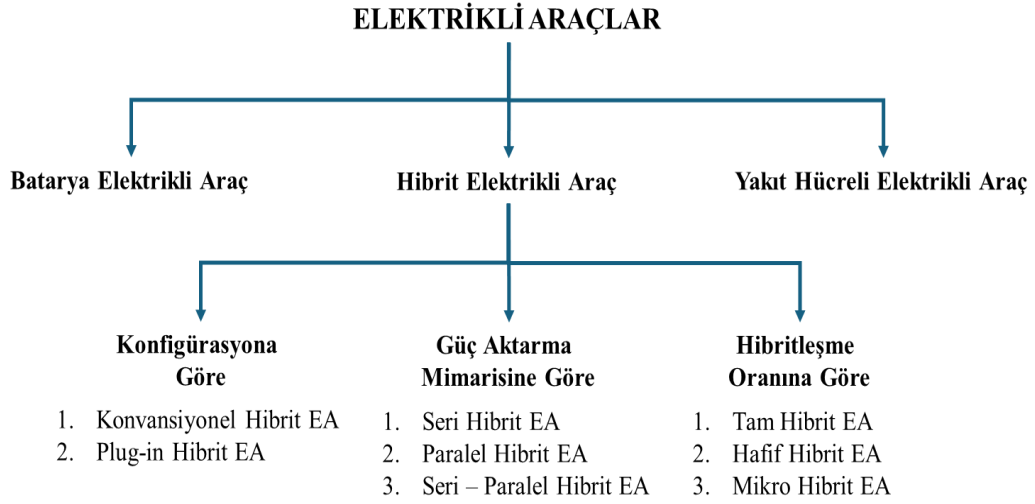 ELEKTRİKLİ ARAÇLAR
Batarya Elektrikli Araç
Hibrit Elektrikli Araç
Yakıt Hücreli Elektrikli Araç
Konfigürasyona
Göre
1. Konvansiyonel Hibrit EA
2. Plug-in Hibrit EA
Güç Aktarma
Mimarisine Göre
1. Seri Hibrit EA
2. Paralel Hibrit EA
3. Seri – Paralel Hibrit EA
Hibritleşme
Oranına Göre
1. Tam Hibrit EA
2. Hafif Hibrit EA
3. Mikro Hibrit EA